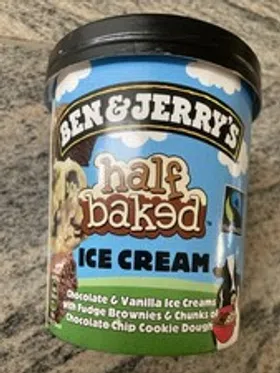 BEN & JERRY'S
half
baked
ICE CREAM
Chocolate & Vanilla Ice Creams
with Fudge Brownies & Chunks of
Chocolate Chip Cookie Dough